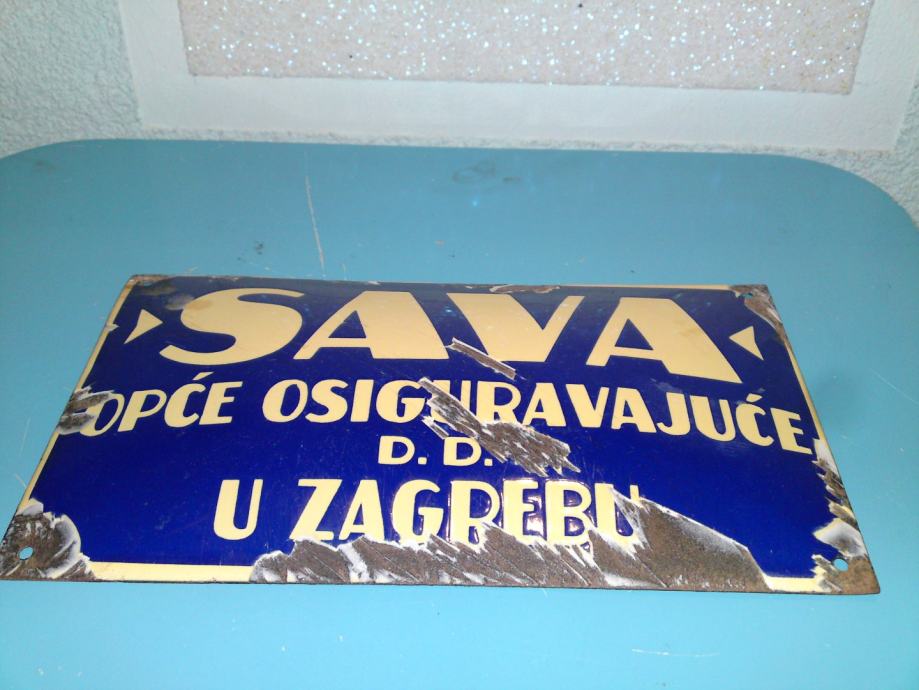 SAVA
OPĆE OSIGURAVAJUĆE
D. D.
U ZAGREBU